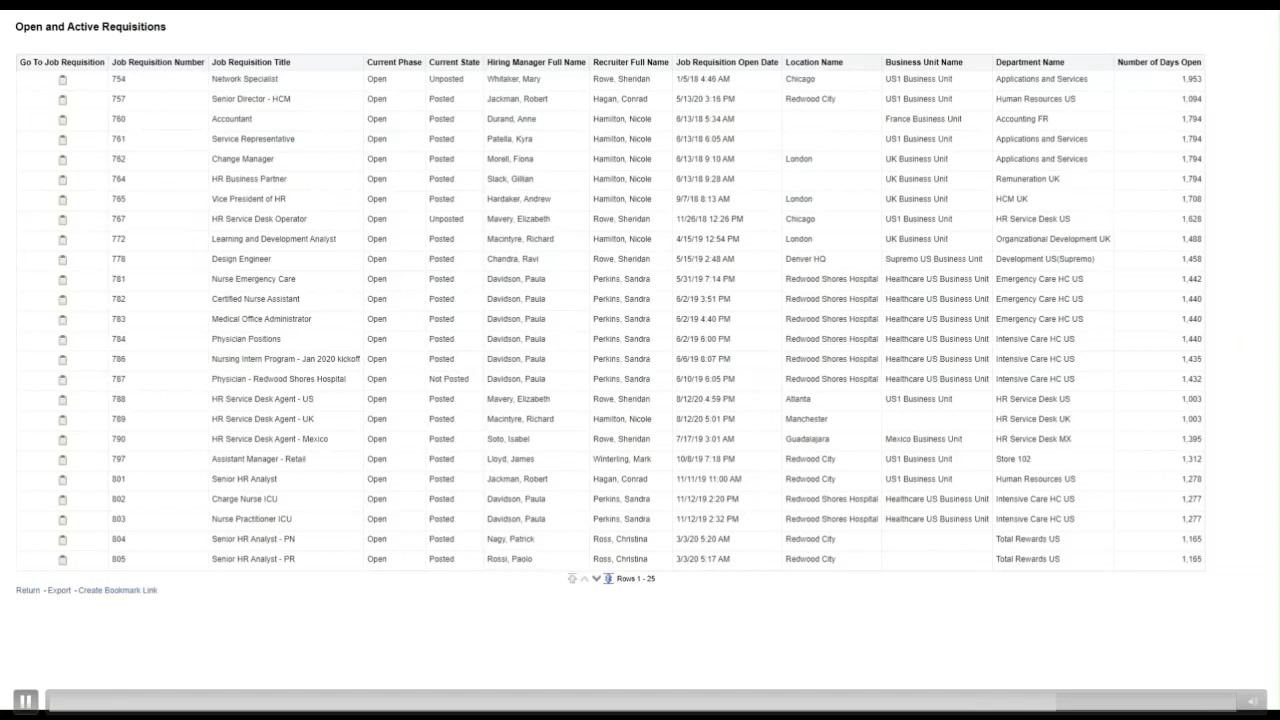 Open and Active Requisitions
Go To Job Requisition Job Requisition Number Job Requisition Title Current Phase Current State Hiring Manager Full Name Recruiter Full Name Job Requisition Open Date Location Name Business Unit Name Department Name Number of Days Open
754 Network Specialist Open Unposted Whitaker, Mary Rowe, Sheridan 1/5/18 4:46 AM Chicago US1 Business Unit Applications and Services 1,953
757 Senior Director - HCM Open Posted Jackman, Robert Hagan, Conrad 5/13/20 3:16 PM Redwood City US1 Business Unit Human Resources US 1,094
760 Accountant Open Posted Durand, Anne Hamilton, Nicole 6/13/18 5:34 AM France Business Unit Accounting FR 1,794
761 Service Representative Open Posted Patella, Kyra Hamilton, Nicole 6/13/18 6:05 AM US1 Business Unit Applications and Services 1,794
762 Change Manager Open Posted Morell, Fiona Hamilton, Nicole 6/13/18 9:10 AM London UK Business Unit Applications and Services 1,794
764 HR Business Partner Open Posted Slack, Gillian Hamilton, Nicole 6/13/18 9:28 AM UK Business Unit Remuneration UK 1,794
765 Vice President of HR Open Posted Hardaker, Andrew Hamilton, Nicole 9/7/18 8:13 AM London UK Business Unit HCM UK 1,708
767 HR Service Desk Operator Open Unposted Mavery, Elizabeth Rowe, Sheridan 11/26/18 12:26 PM Chicago US1 Business Unit HR Service Desk US 1,628
772 Learning and Development Analyst Open Posted Macintyre, Richard Hamilton, Nicole 4/15/19 12:54 PM London UK Business Unit Organizational Development UK 1,488
778 Design Engineer Open Posted Chandra, Ravi Rowe, Sheridan 5/15/19 2:48 AM Denver HQ Supremo US Business Unit Development US(Supremo) 1,458
781 Nurse Emergency Care Open Posted Davidson, Paula Perkins, Sandra 5/31/19 7:14 PM Redwood Shores Hospital Healthcare US Business Unit Emergency Care HC US 1,442
782 Certified Nurse Assistant Open Posted Davidson, Paula Perkins, Sandra 6/2/19 3:51 PM Redwood Shores Hospital Healthcare US Business Unit Emergency Care HC US 1,440
783 Medical Office Administrator Open Posted Davidson, Paula Perkins, Sandra 6/2/19 4:40 PM Redwood Shores Hospital Healthcare US Business Unit Emergency Care HC US 1,440
784 Physician Positions Open Posted Davidson, Paula Perkins, Sandra 6/2/19 6:00 PM Redwood Shores Hospital Healthcare US Business Unit Intensive Care HC US 1,440
786 Nursing Intern Program - Jan 2020 kickoff Open Posted Davidson, Paula Perkins, Sandra 6/6/19 8:07 PM Redwood Shores Hospital Healthcare US Business Unit Intensive Care HC US 1,435
787 Physician - Redwood Shores Hospital Open Not Posted Davidson, Paula Perkins, Sandra 6/10/19 6:05 PM Redwood Shores Hospital Healthcare US Business Unit Intensive Care HC US 1,432
788 HR Service Desk Agent - US Open Posted Mavery, Elizabeth Rowe, Sheridan 8/12/20 4:59 PM Atlanta US1 Business Unit HR Service Desk US 1,003
789 HR Service Desk Agent - UK Open Posted Macintyre, Richard Hamilton, Nicole 8/12/20 5:01 PM Manchester HR Service Desk UK 1,003
790 HR Service Desk Agent - Mexico Open Posted Soto, Isabel Rowe, Sheridan 7/17/19 3:01 AM Guadalajara Mexico Business Unit HR Service Desk MX 1,395
797 Assistant Manager - Retail Open Posted Lloyd, James Winterling, Mark 10/8/19 7:18 PM Redwood City US1 Business Unit Store 102 1,312
801 Senior HR Analyst Open Posted Jackman, Robert Hagan, Conrad 11/11/19 11:00 AM Redwood City US1 Business Unit Human Resources US 1,278
802 Charge Nurse ICU Open Posted Davidson, Paula Perkins, Sandra 11/12/19 2:20 PM Redwood Shores Hospital Healthcare US Business Unit Intensive Care HC US 1,277
803 Nurse Practitioner ICU Open Posted Davidson, Paula Perkins, Sandra 11/12/19 2:32 PM Redwood Shores Hospital Healthcare US Business Unit Intensive Care HC US 1,277
804 Senior HR Analyst - PN Open Posted Nagy, Patrick Ross, Christina 3/3/20 5:20 AM Redwood City Total Rewards US 1,165
805 Senior HR Analyst - PR Open Posted Rossi, Paolo Ross, Christina 3/3/20 5:17 AM Redwood City Total Rewards US 1,165
Rows 1 - 25
Return - Export - Create Bookmark Link